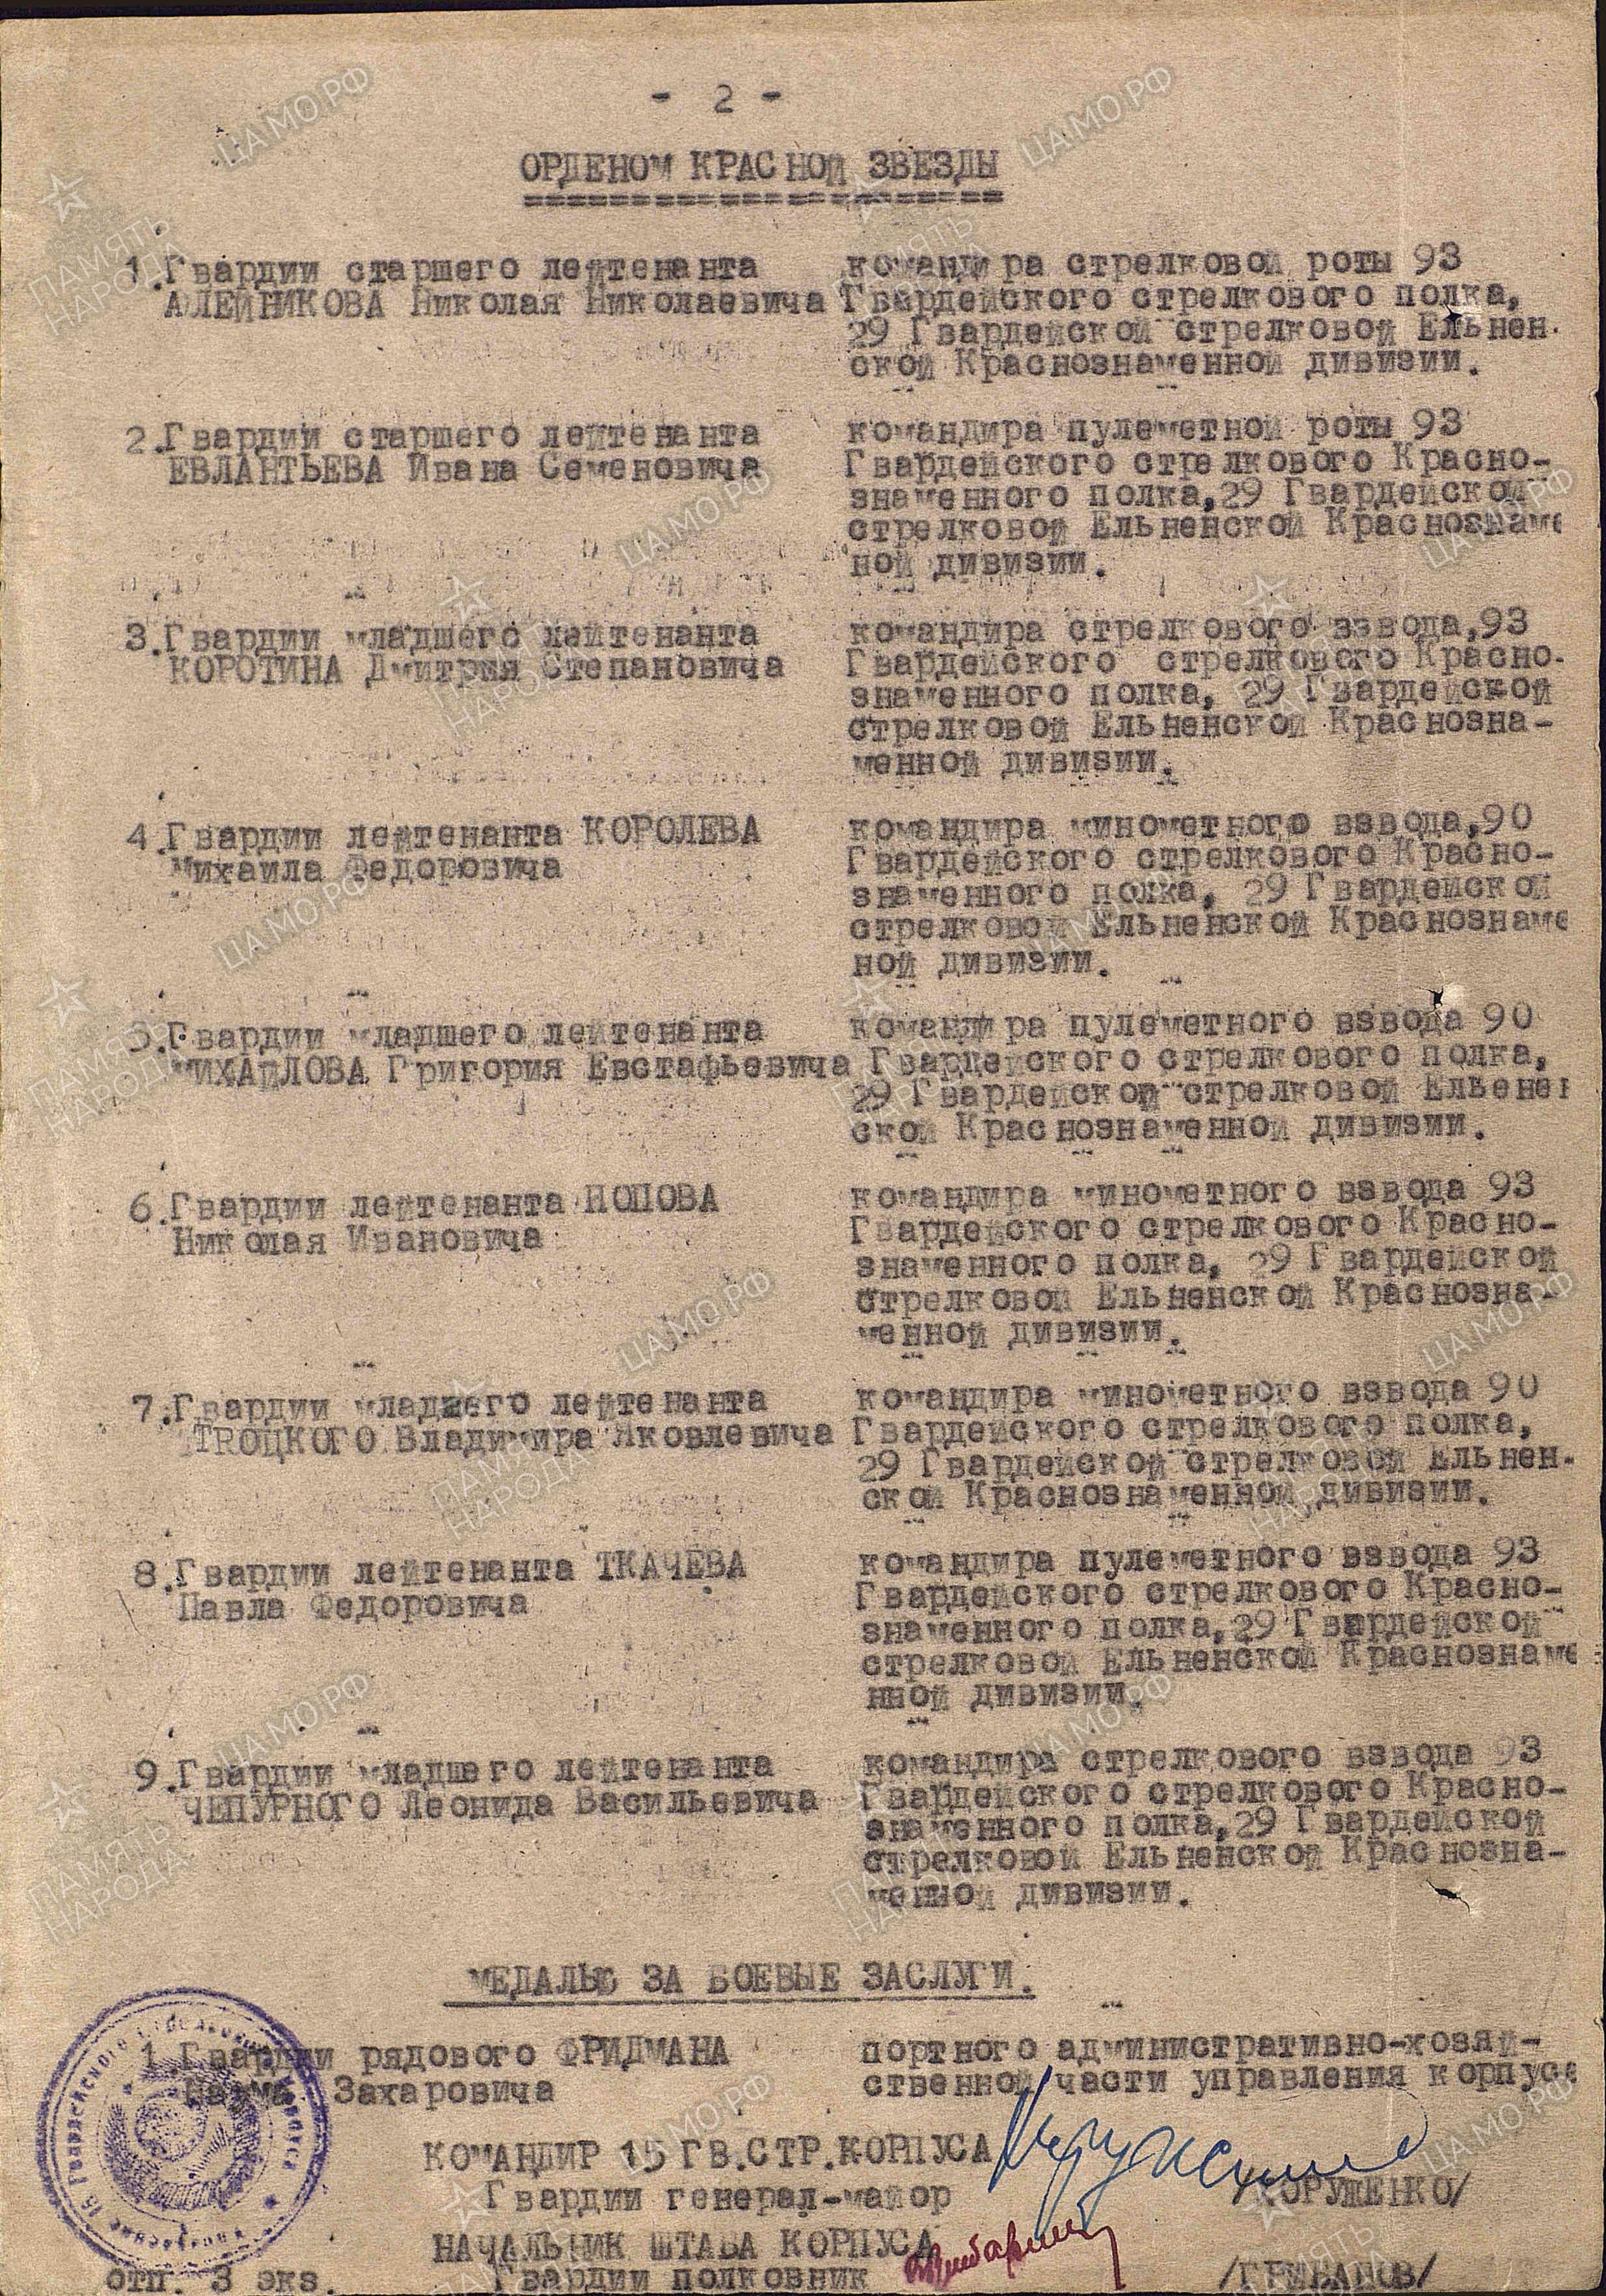 - 2 -
ОРДЕНОМ КРАСНОЙ ЗВЕЗДЫ
1.Гвардии старшего лейтенанта
АЛЕЙНИКОВА Николая Николаевича
командира стрелковой роты 93
Гвардейского стрелкового полка,
29 Гвардейской стрелковой Ельнен-
ской Краснознаменной дивизии.
2.Гвардии старшего лейтенанта
ЕВЛАНТЬЕВА Ивана Семеновича
командира пулеметной роты 93
Гвардейского стрелкового Красно-
знаменного полка,29 Гвардейской
стрелковой Ельненской Краснознаме
ной дивизии.
3.Гвардии младшего лейтенанта
КОРОТИНА Дмитрия Степановича
командира стрелкового взвода,93
Гвардейского стрелкового Красно-
знаменного полка, 29 Гвардейской
стрелковой Ельненской Краснозна-
менной дивизии.
4.Гвардии лейтенанта КОРОЛЕВА
Михаила Федоровича
командира минометного взвода,90
Гвардейского стрелкового Красно-
знаменного полка, 29 Гвардейской
стрелковой Ельненской Краснознаме
ной дивизии.
5.Гвардии младшего лейтенанта
МИХАЙЛОВА Григория Евстафьевича
командира пулеметного взвода 90
Гвардейского стрелкового полка,
29 Гвардейской стрелковой Ельенен
ской Краснознаменной дивизии.
6.Гвардии лейтенанта ПОПОВА
Николая Ивановича
командира минометного взвода 93
Гвардейского стрелкового Красно-
знаменного полка, 29 Гвардейской
стрелковой Ельненской Краснозна-
менной дивизии.
7.Гвардии младшего лейтенанта
ТРОЦКОГО Владимира Яковлевича
командира минометного взвода 90
Гвардейского стрелкового полка,
29 Гвардейской стрелковой Ельнен-
ской Краснознаменной дивизии.
8.Гвардии лейтенанта ТКАЧЕВА
Павла Федоровича
командира пулеметного взвода 93
Гвардейского стрелкового Красно-
знаменного полка,29 Гвардейской
стрелковой Ельненской Краснознаме
нной дивизии.
9.Гвардии младшего лейтенанта
ЧЕПУРНОГО Леонида Васильевича
командира стрелкового взвода 93
Гвардейского стрелкового Красно-
знаменного полка,29 Гвардейской
стрелковой Ельненской Краснозна-
менной дивизии.
МЕДАЛЬЮ ЗА БОЕВЫЕ ЗАСЛУГИ.
1.Гвардии рядового ФРИДМАНА
Захаровича
портного административно-хозяй-
ственной части управления корпуса
КОМАНДИР 15 ГВ.СТР.КОРПУСА
Гвардии генерал-майор
/КОРУЖЕНКО/
НАЧАЛЬНИК ШТАБА КОРПУСА
Гвардии полковник
/ГРИБАНОВ/
отп. 3 экз.
ПАМЯТЬ НАРОДА
ЦАМО.РФ